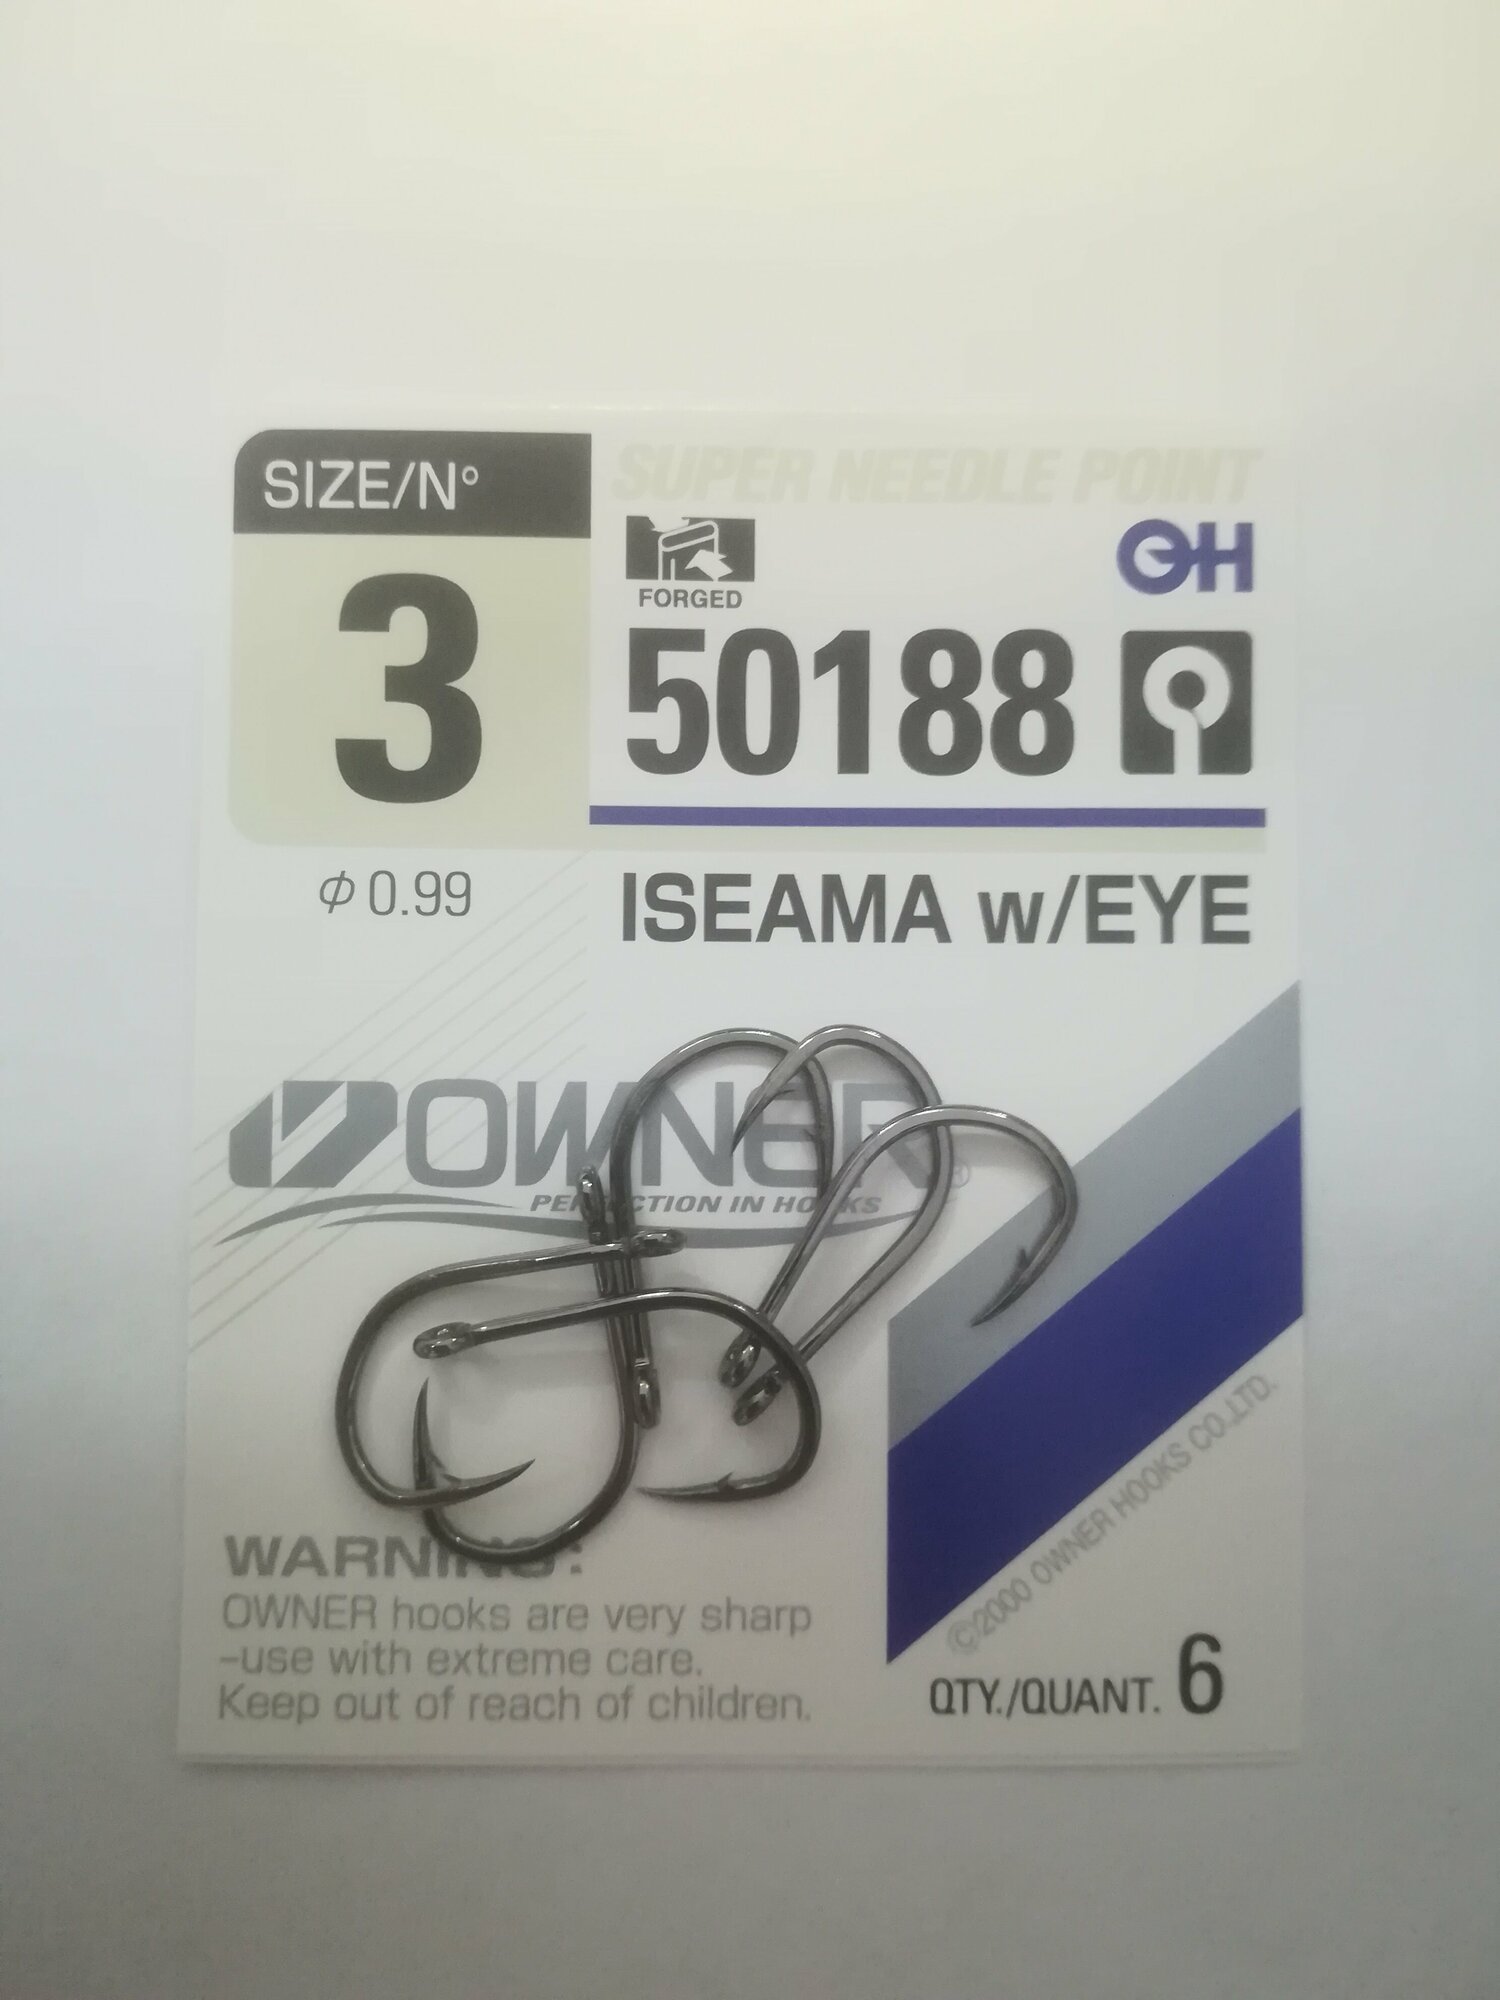 SIZE/Nº
3
φ 0.99
SUPER NEEDLE POINT
FORGED
OH
50188
ISEAMA w/EYE
OWNER®
PERFECTION IN HOOKS
WARNING:
OWNER hooks are very sharp
-use with extreme care.
Keep out of reach of children.
©2000 OWNER HOOKS CO.,LTD.
QTY./QUANT. 6